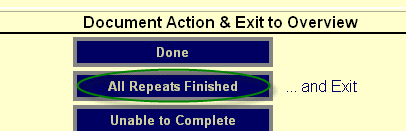 Document Action & Exit to Overview
Done
All Repeats Finished ... and Exit
Unable to Complete